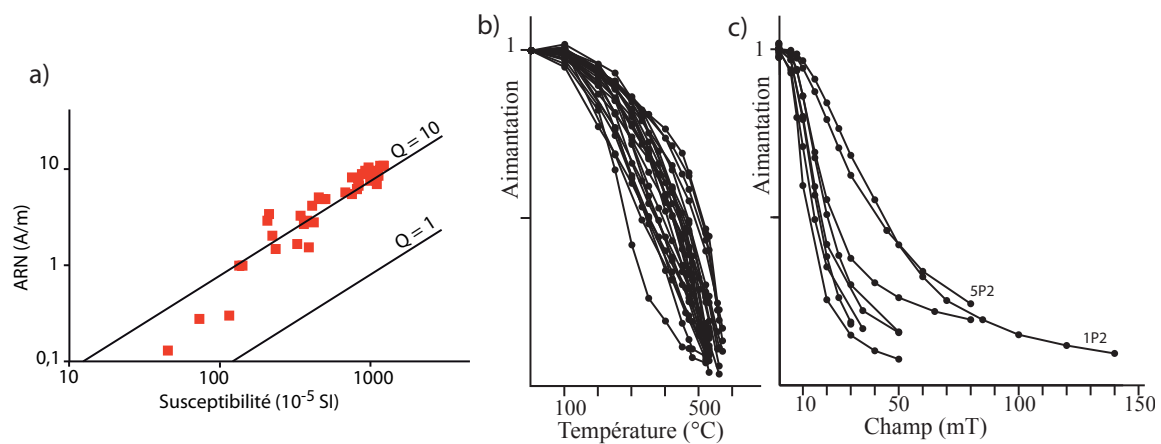 a)
ARN (A/m)
10
1
0,1
10
100
1000
Susceptibilité (10⁻⁵ SI)
Q = 10
Q = 1
b)
Aimantation
1
100
500
Température (°C)
c)
Aimantation
1
5P2
1P2
10
50
100
150
Champ (mT)